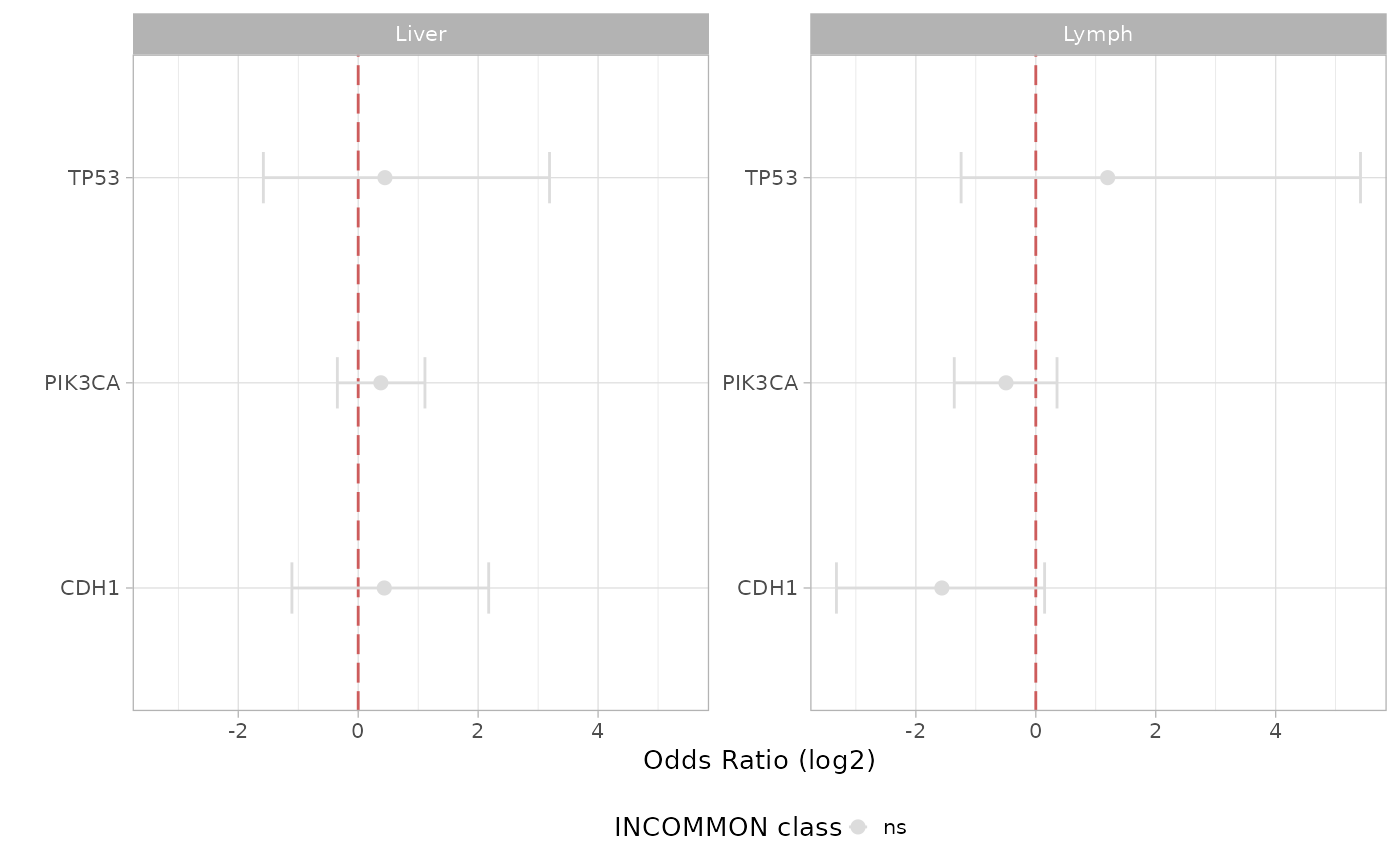 Liver Lymph
TP53 TP53
PIK3CA PIK3CA
CDH1 CDH1
-2 0 2 4 -2 0 2 4
Odds Ratio (log2)
INCOMMON class ns